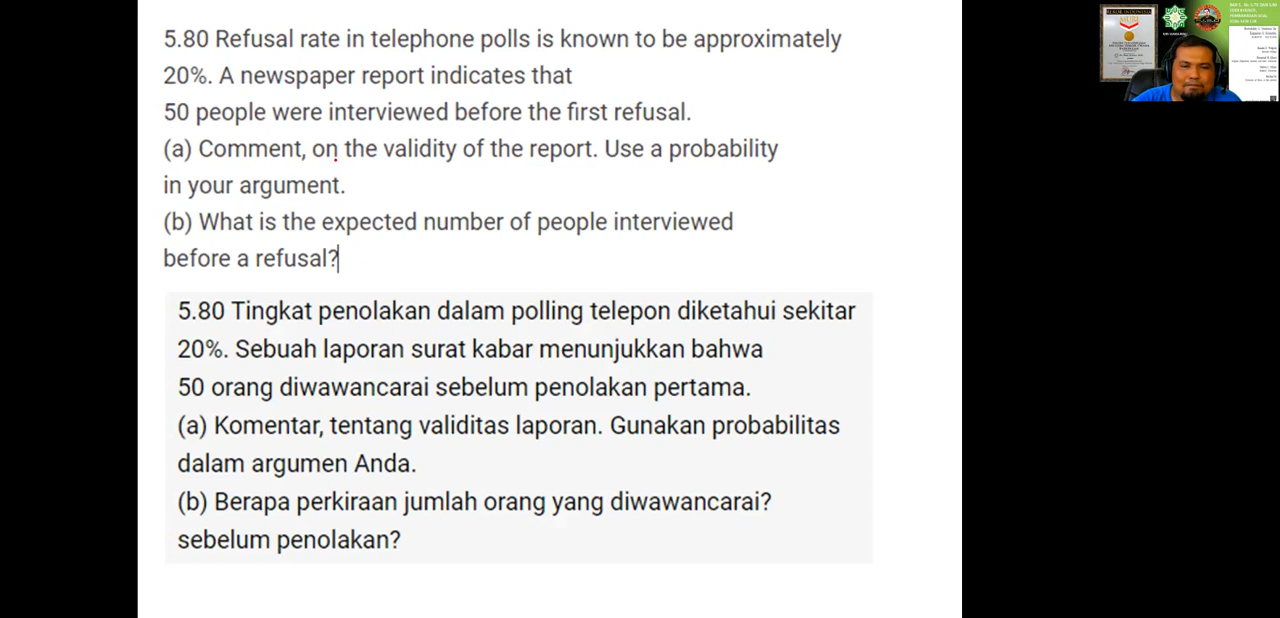 5.80 Refusal rate in telephone polls is known to be approximately
20%. A newspaper report indicates that
50 people were interviewed before the first refusal.
(a) Comment, on the validity of the report. Use a probability
in your argument.
(b) What is the expected number of people interviewed
before a refusal?
5.80 Tingkat penolakan dalam polling telepon diketahui sekitar
20%. Sebuah laporan surat kabar menunjukkan bahwa
50 orang diwawancarai sebelum penolakan pertama.
(a) Komentar, tentang validitas laporan. Gunakan probabilitas
dalam argumen Anda.
(b) Berapa perkiraan jumlah orang yang diwawancarai?
sebelum penolakan?
MURI